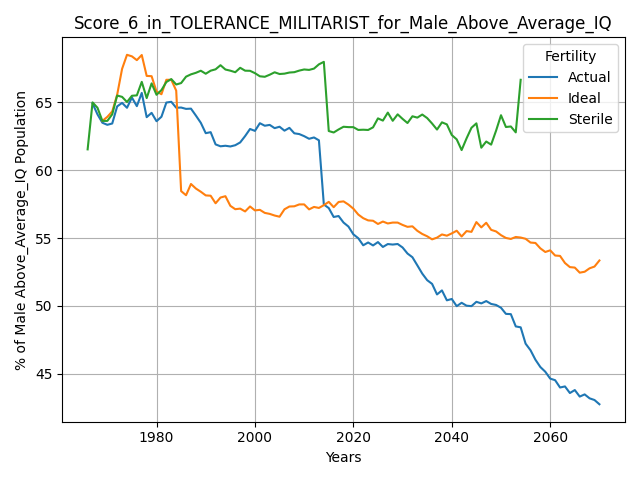 Score_6_in_TOLERANCE_MILITARIST_for_Male_Above_Average_IQ
% of Male Above_Average_IQ Population
65
60
55
50
45
1980
2000
2020
2040
2060
Years
Fertility
Actual
Ideal
Sterile